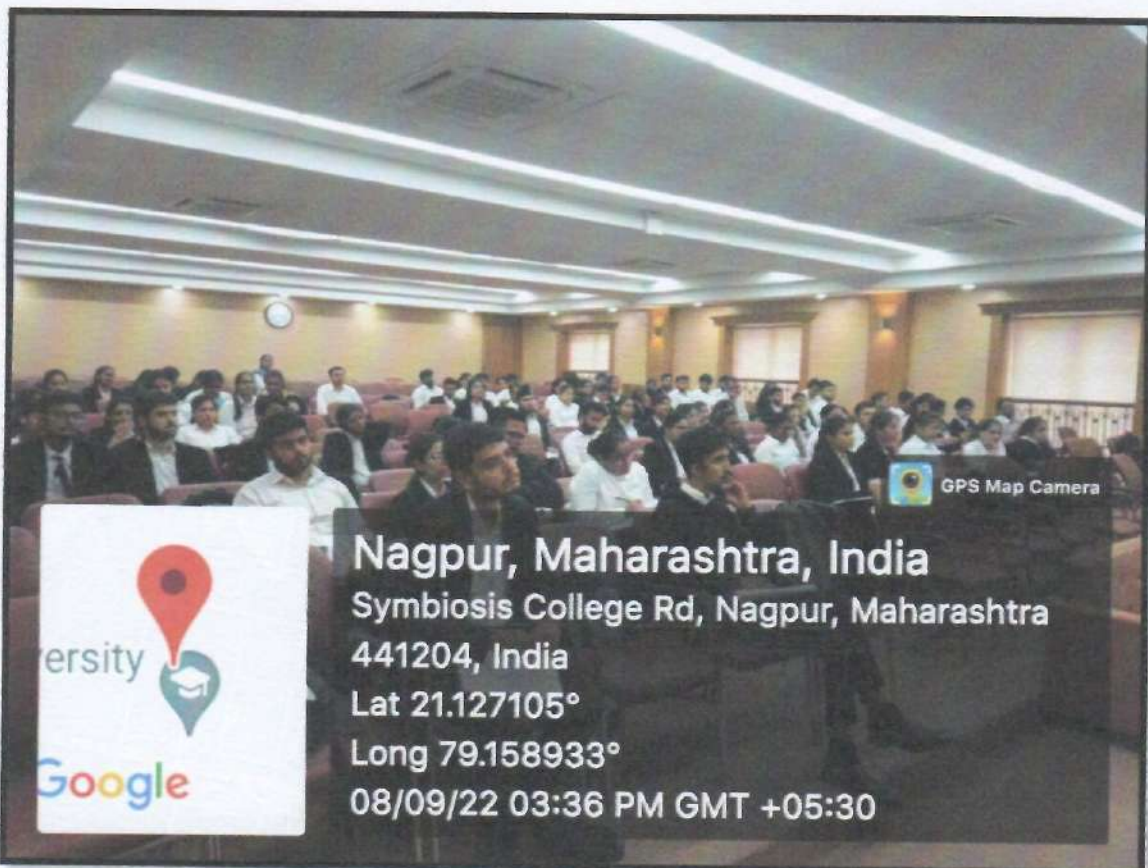 GPS Map Camera
Nagpur, Maharashtra, India
Symbiosis College Rd, Nagpur, Maharashtra
441204, India
Lat 21.127105°
Long 79.158933°
08/09/22 03:36 PM GMT +05:30
ersity
Google